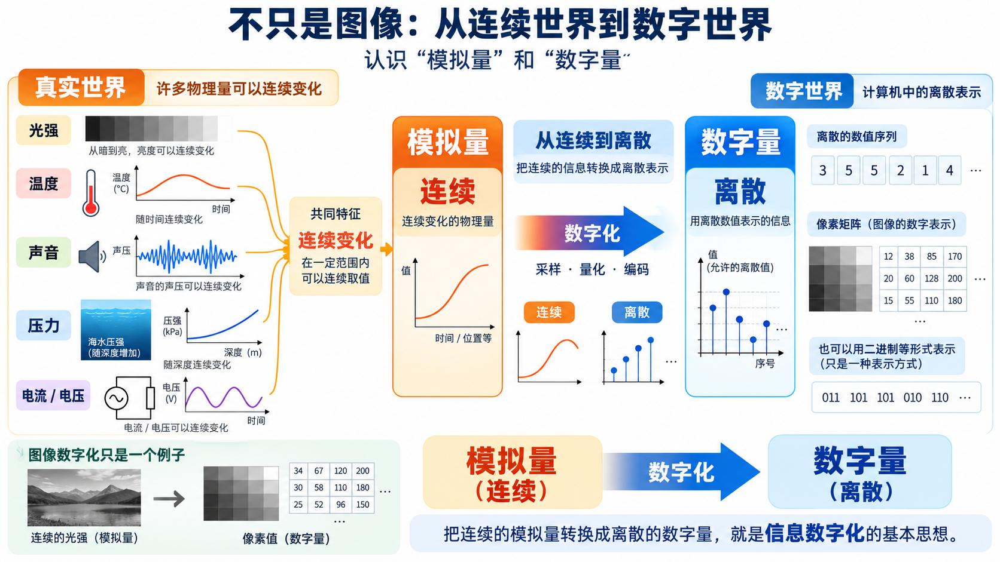 不只是图像：从连续世界到数字世界
认识“模拟量”和“数字量”
真实世界
许多物理量可以连续变化
光强
从暗到亮，亮度可以连续变化
温度
温度
(°C)
时间
随时间连续变化
声音
声压
声音的声压可以连续变化
压力
海水压强
(随深度增加)
压强
(kPa)
深度 (m)
随深度连续变化
电流 / 电压
电压
(V)
时间
电流 / 电压可以连续变化
共同特征
连续变化
在一定范围内
可以连续取值
模拟量
连续
连续变化的物理量
值
时间 / 位置等
从连续到离散
把连续的信息转换成离散表示
数字化
采样 · 量化 · 编码
连续
离散
…
数字量
离散
用离散数值表示的信息
值
(允许的离散值)
…
序号
数字世界
计算机中的离散表示
离散的数值序列
3 5 5 2 1 4 …
像素矩阵（图像的数字表示）
12 38 85 170
20 60 128 200 …
15 55 110 180
…
也可以用二进制等形式表示
（只是一种表示方式）
011 101 101 010 110 …
图像数字化只是一个例子
连续的光强（模拟量）
34 67 120 200
30 58 110 180 …
25 52 96 150
…
像素值（数字量）
模拟量
（连续）
数字化
数字量
（离散）
把连续的模拟量转换成离散的数字量，就是信息数字化的基本思想。